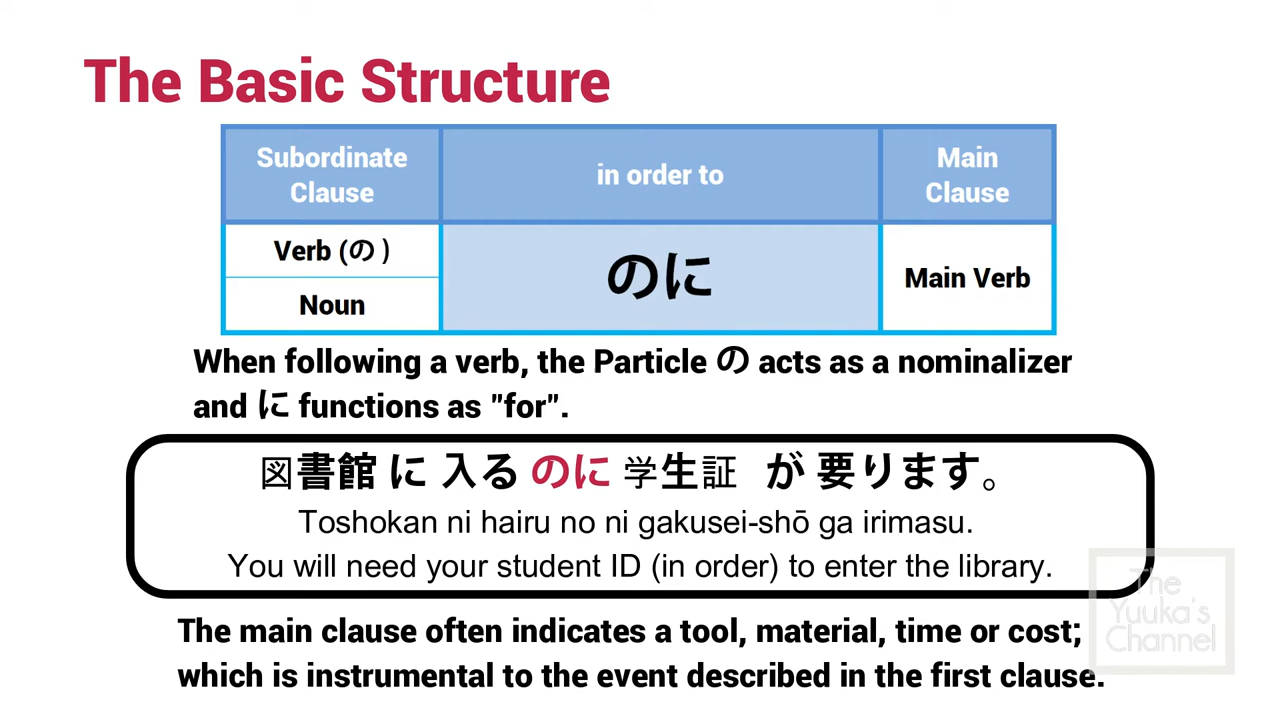 The Basic Structure
Subordinate
Clause
in order to
Main
Clause
Verb (の)
Noun
のに
Main Verb
When following a verb, the Particle の acts as a nominalizer
and に functions as "for".
図書館 に 入る のに 学生証 が 要ります。
Toshokan ni hairu no ni gakusei-shō ga irimasu.
You will need your student ID (in order) to enter the library.
The main clause often indicates a tool, material, time or cost;
which is instrumental to the event described in the first clause.
The
Yuuka's
Channel